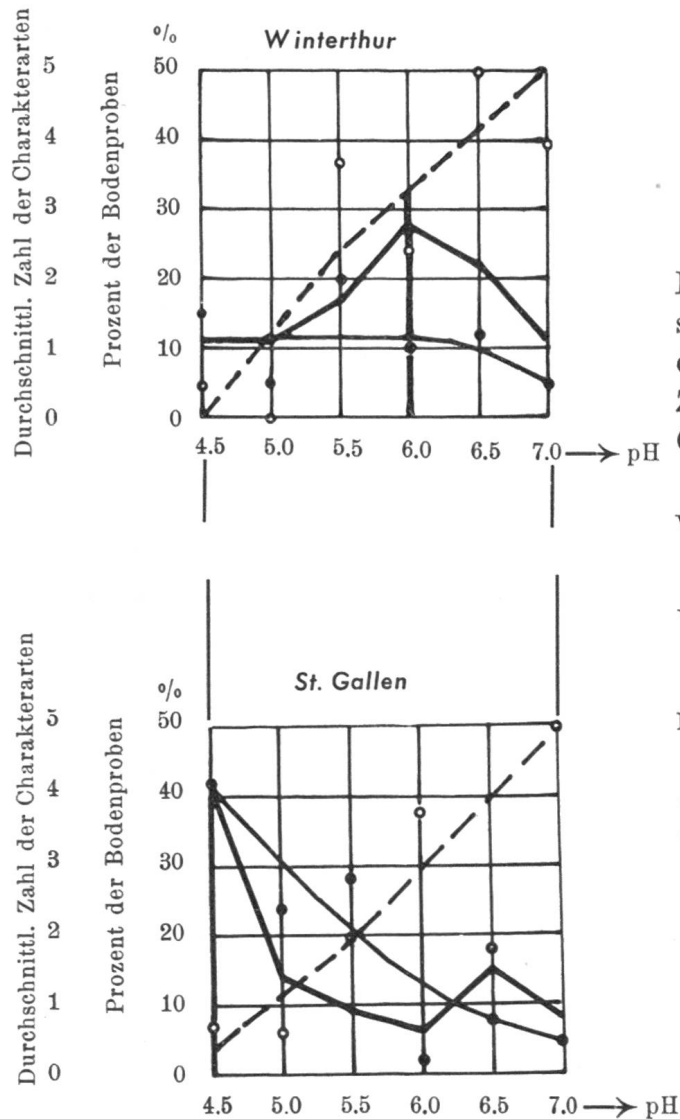 Winterthur
Durchschnittl. Zahl der Charakterarten
Prozent der Bodenproben
%
5 50
4 40
3 30
2 20
1 10
0 0
4.5 5.0 5.5 6.0 6.5 7.0 → pH
St. Gallen
Durchschnittl. Zahl der Charakterarten
Prozent der Bodenproben
%
5 50
4 40
3 30
2 20
1 10
0 0
4.5 5.0 5.5 6.0 6.5 7.0 → pH